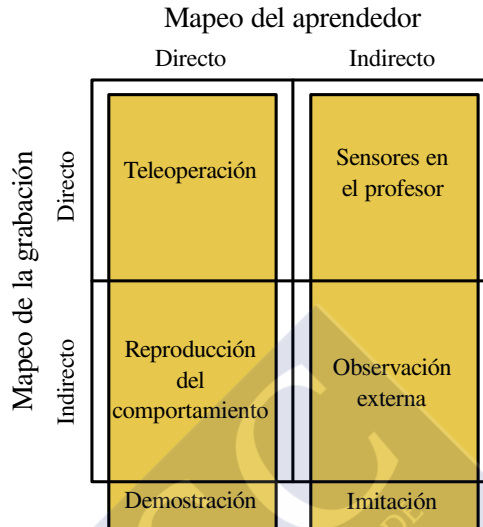 Mapeo del aprendedor
Directo
Indirecto
Mapeo de la grabación
Directo
Teleoperación
Sensores en
el profesor
Indirecto
Reproducción
del
comportamiento
Observación
externa
Demostración
Imitación